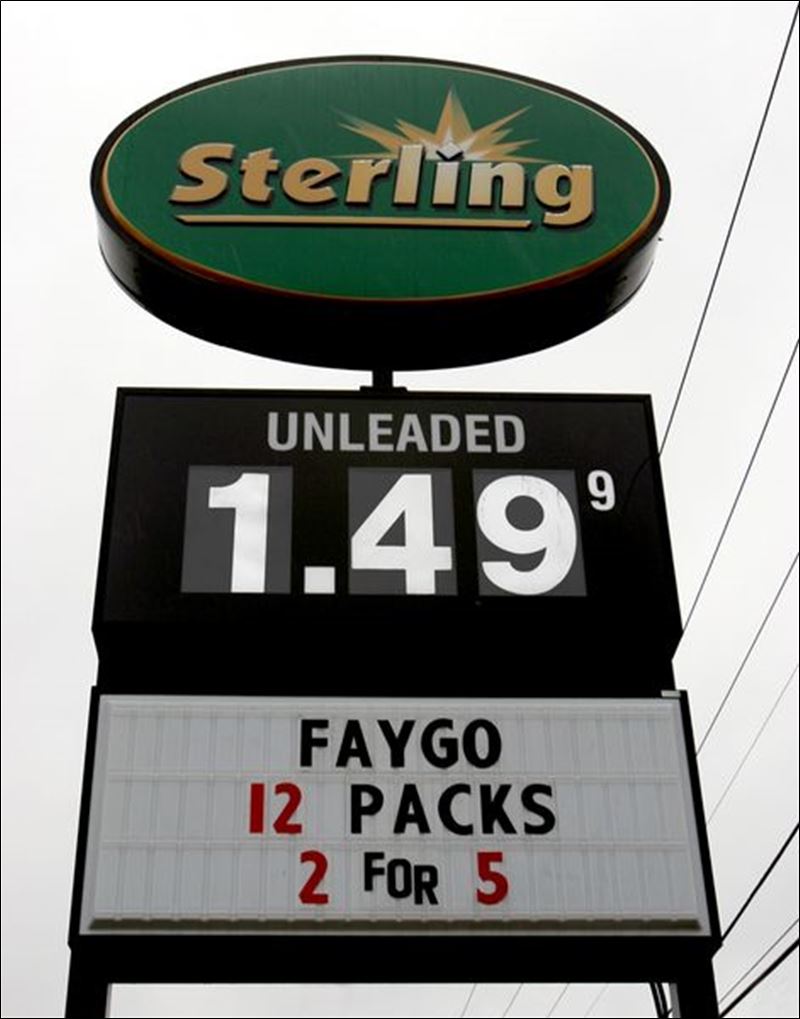 Sterling
UNLEADED
1.49 9
FAYGO
12 PACKS
2 FOR 5